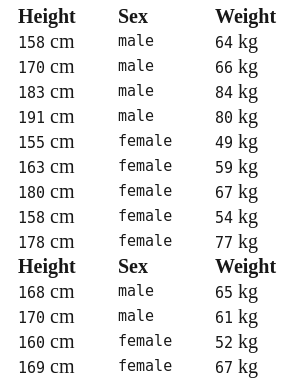 Height Sex Weight
158 cm male 64 kg
170 cm male 66 kg
183 cm male 84 kg
191 cm male 80 kg
155 cm female 49 kg
163 cm female 59 kg
180 cm female 67 kg
158 cm female 54 kg
178 cm female 77 kg
Height Sex Weight
168 cm male 65 kg
170 cm male 61 kg
160 cm female 52 kg
169 cm female 67 kg